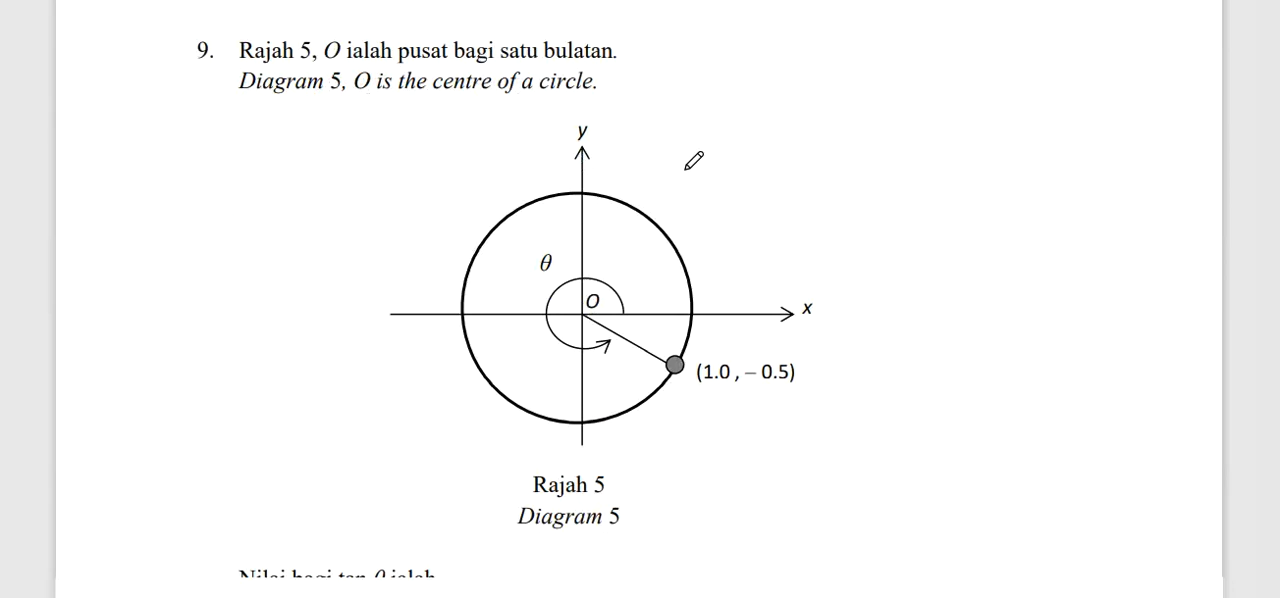 9. Rajah 5, O ialah pusat bagi satu bulatan.
Diagram 5, O is the centre of a circle.
y
θ
O
x
(1.0 , – 0.5)
Rajah 5
Diagram 5